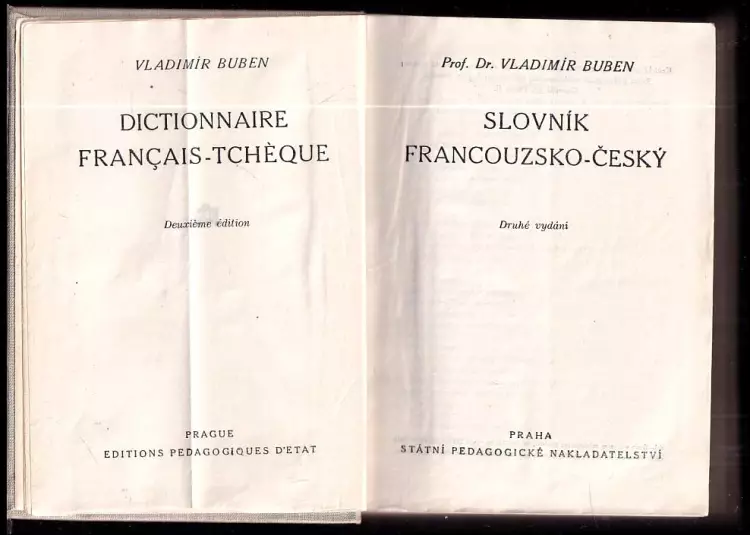 VLADIMÍR BUBEN
DICTIONNAIRE
FRANÇAIS-TCHÈQUE
Deuxième édition
PRAGUE
EDITIONS PEDAGOGIQUES D'ETAT
Prof. Dr. VLADIMÍR BUBEN
SLOVNÍK
FRANCOUZSKO-ČESKÝ
Druhé vydání
PRAHA
STÁTNÍ PEDAGOGICKÉ NAKLADATELSTVÍ